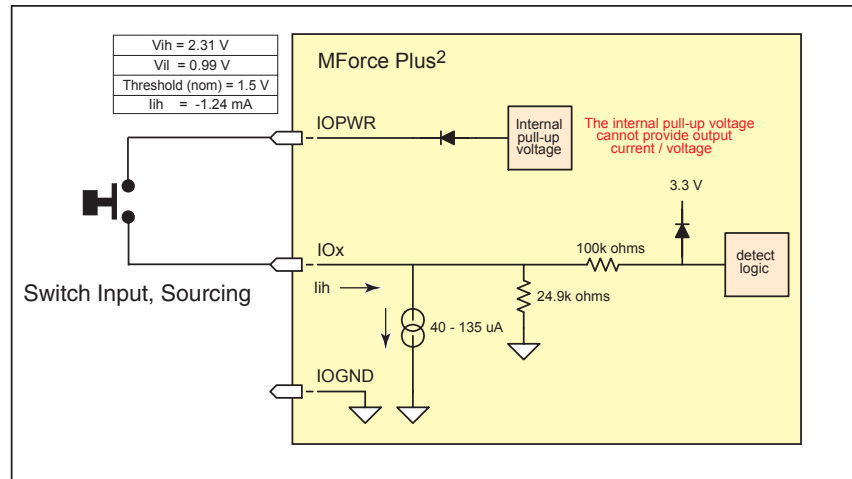 Vih = 2.31 V
Vil = 0.99 V
Threshold (nom) = 1.5 V
Iih = -1.24 mA
MForce Plus²
IOPWR
Internal
pull-up
voltage
The internal pull-up voltage
cannot provide output
current / voltage
3.3 V
IOx
100k ohms
detect
logic
Switch Input, Sourcing
Iih
24.9k ohms
40 - 135 uA
IOGND